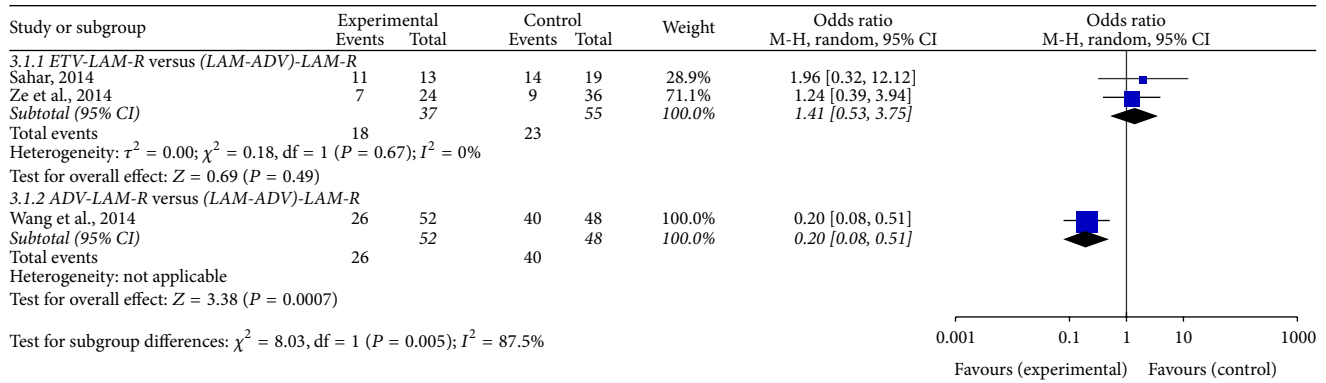 Study or subgroup Experimental Control Weight Odds ratio Odds ratio
Events Total Events Total M-H, random, 95% CI M-H, random, 95% CI
3.1.1 ETV-LAM-R versus (LAM-ADV)-LAM-R
Sahar, 2014 11 13 14 19 28.9% 1.96 [0.32, 12.12]
Ze et al., 2014 7 24 9 36 71.1% 1.24 [0.39, 3.94]
Subtotal (95% CI) 37 55 100.0% 1.41 [0.53, 3.75]
Total events 18 23
Heterogeneity: τ² = 0.00; χ² = 0.18, df = 1 (P = 0.67); I² = 0%
Test for overall effect: Z = 0.69 (P = 0.49)
3.1.2 ADV-LAM-R versus (LAM-ADV)-LAM-R
Wang et al., 2014 26 52 40 48 100.0% 0.20 [0.08, 0.51]
Subtotal (95% CI) 52 48 100.0% 0.20 [0.08, 0.51]
Total events 26 40
Heterogeneity: not applicable
Test for overall effect: Z = 3.38 (P = 0.0007)
Test for subgroup differences: χ² = 8.03, df = 1 (P = 0.005); I² = 87.5%
0.001 0.1 1 10 1000
Favours (experimental) Favours (control)